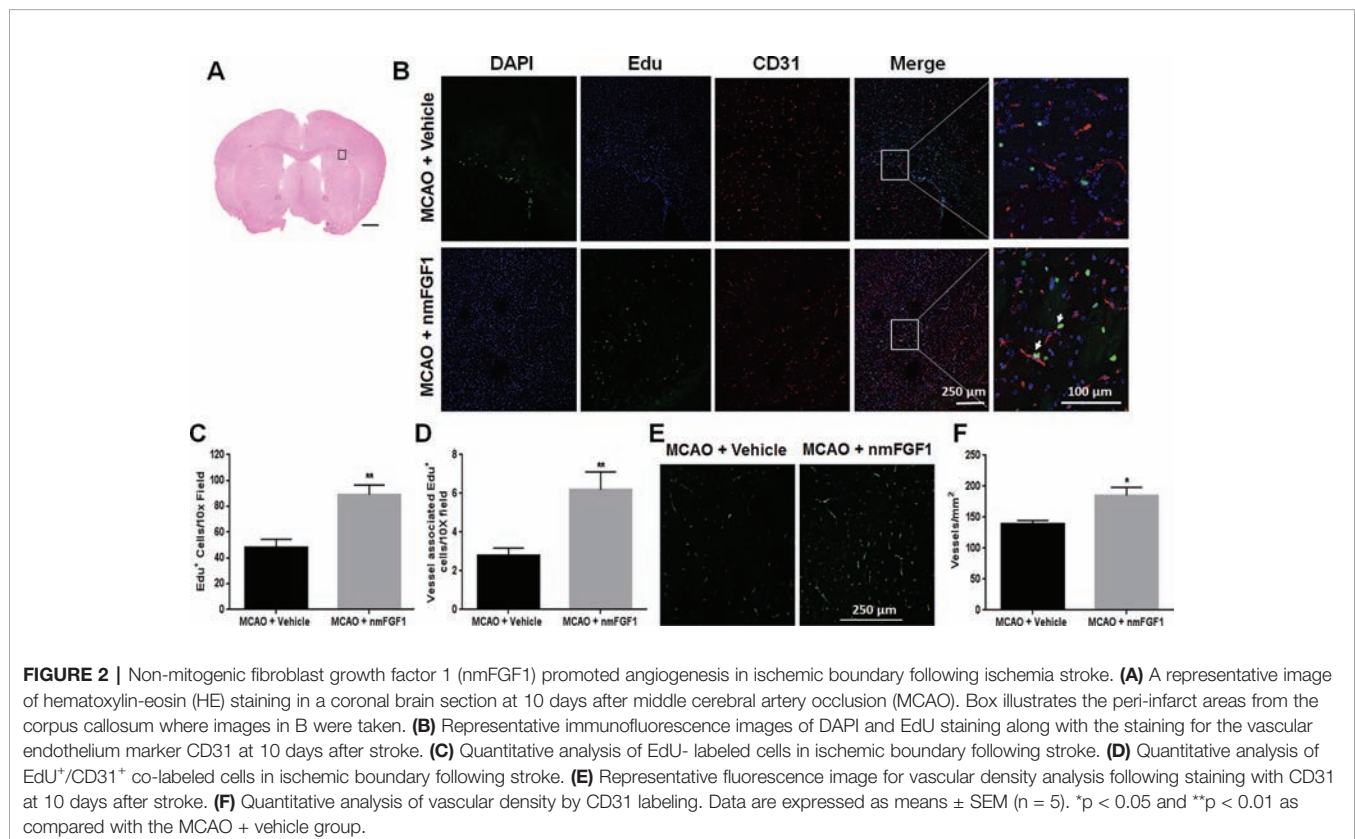 A
B
DAPI Edu CD31 Merge
MCAO + Vehicle
MCAO + nmFGF1
250 µm
100 µm
C
Edu+ Cells/10x Field
120
100
80
60
40
20
0
**
MCAO + Vehicle MCAO + nmFGF1
D
Vessel associated Edu+
cells/10X field
8
6
4
2
0
**
MCAO + Vehicle MCAO + nmFGF1
E
MCAO + Vehicle MCAO + nmFGF1
250 µm
F
Vessels/mm2
250
200
150
100
50
0
*
MCAO + Vehicle MCAO + nmFGF1
FIGURE 2 | Non-mitogenic fibroblast growth factor 1 (nmFGF1) promoted angiogenesis in ischemic boundary following ischemia stroke. (A) A representative image
of hematoxylin-eosin (HE) staining in a coronal brain section at 10 days after middle cerebral artery occlusion (MCAO). Box illustrates the peri-infarct areas from the
corpus callosum where images in B were taken. (B) Representative immunofluorescence images of DAPI and EdU staining along with the staining for the vascular
endothelium marker CD31 at 10 days after stroke. (C) Quantitative analysis of EdU- labeled cells in ischemic boundary following stroke. (D) Quantitative analysis of
EdU+/CD31+ co-labeled cells in ischemic boundary following stroke. (E) Representative fluorescence image for vascular density analysis following staining with CD31
at 10 days after stroke. (F) Quantitative analysis of vascular density by CD31 labeling. Data are expressed as means ± SEM (n = 5). *p < 0.05 and **p < 0.01 as
compared with the MCAO + vehicle group.